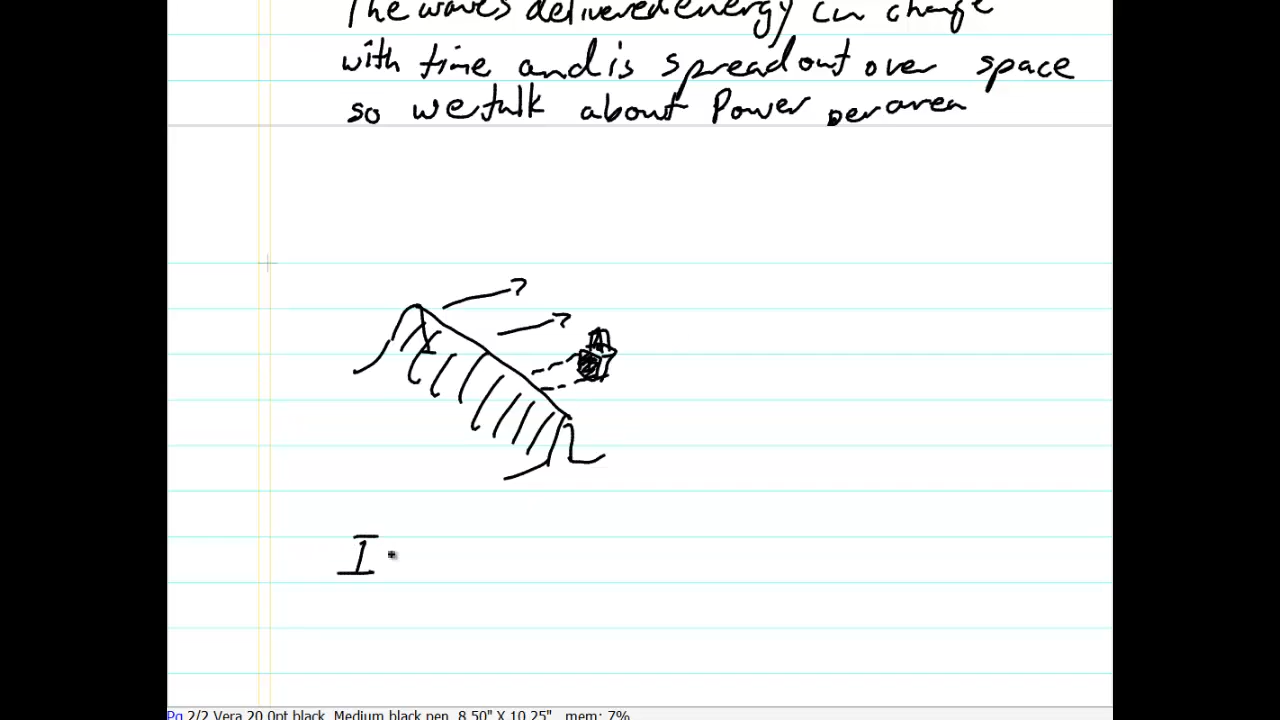 The waves delivered energy can change
with time and is spread out over space
so we talk about Power per area
I
Pg 2/2 Vera 20.0pt black, Medium black pen, 8.50" X 10.25" mem: 7%